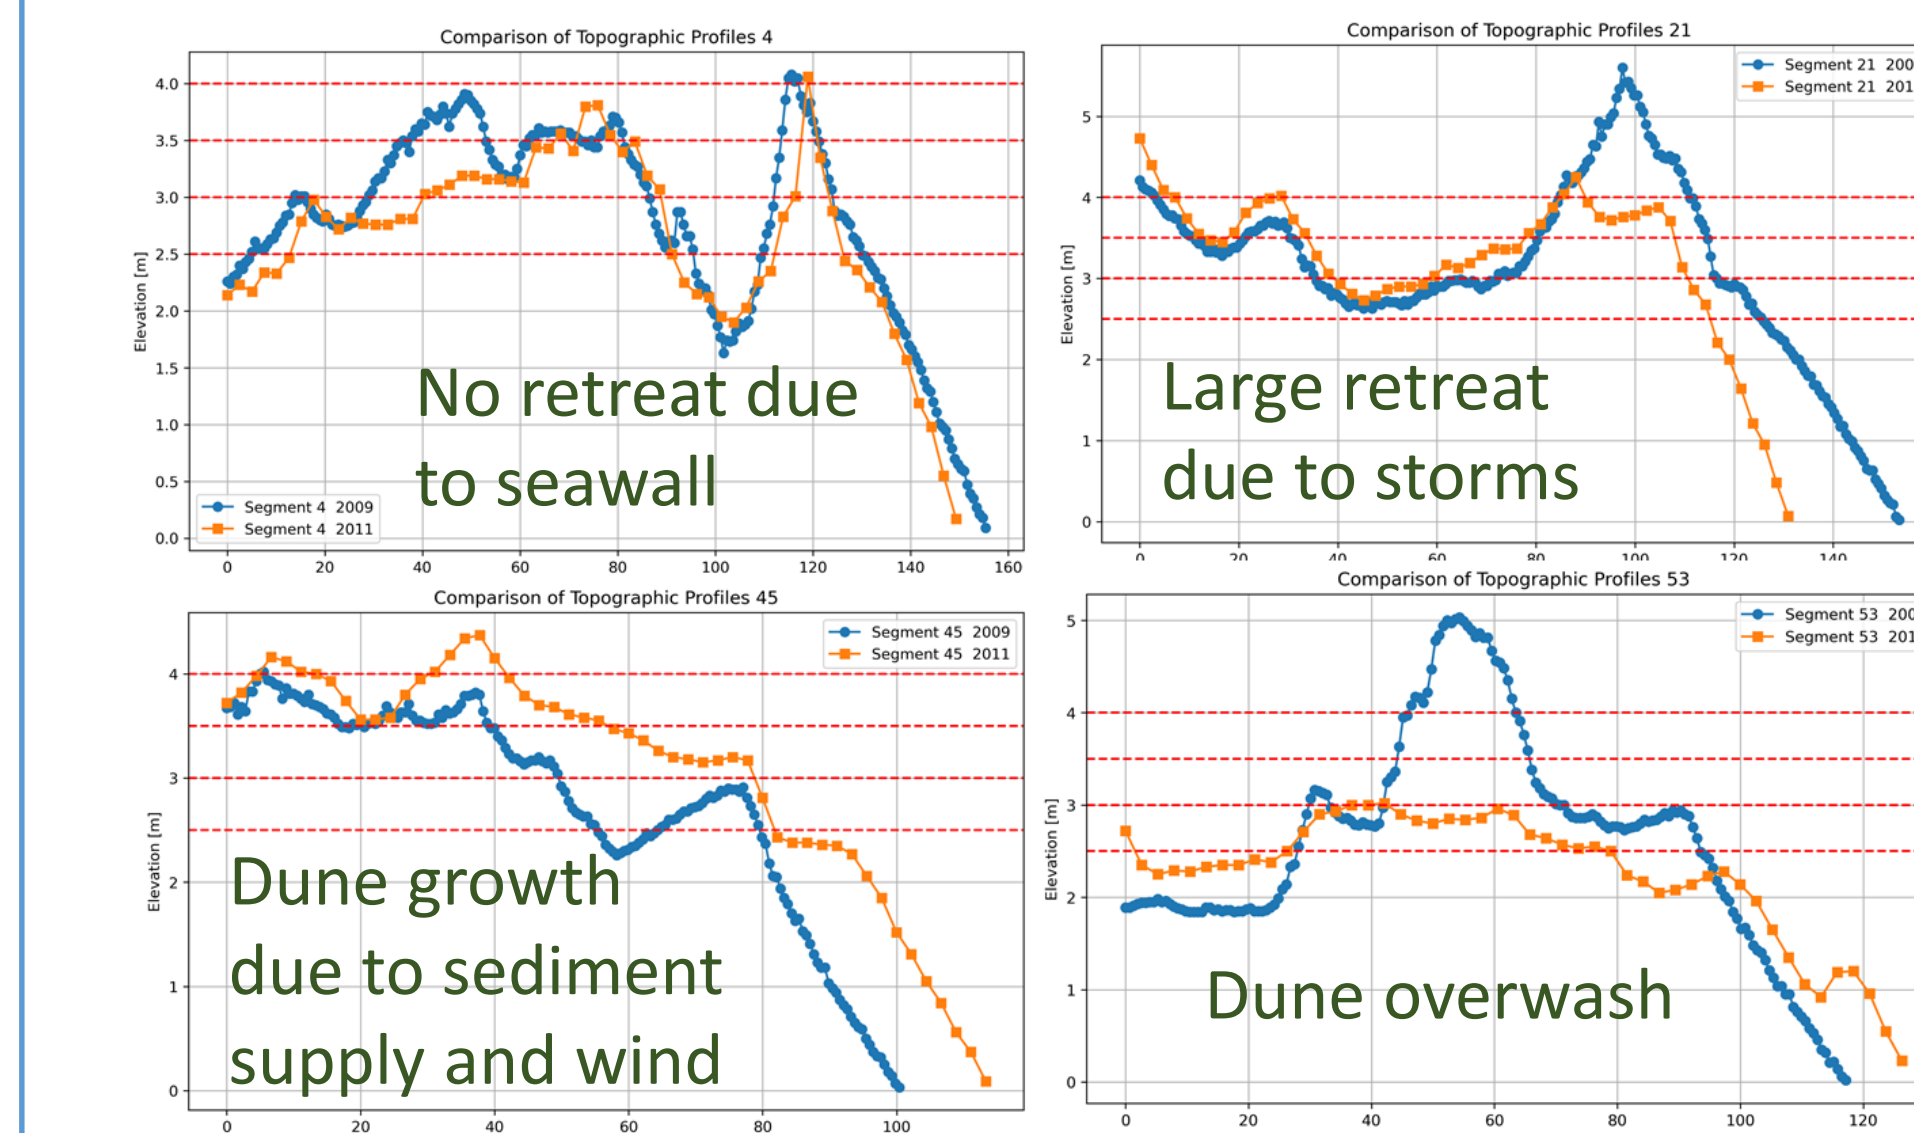 Comparison of Topographic Profiles 4
4.0
3.5
3.0
2.5
2.0
1.5
1.0
0.5
0.0
Elevation [m]
No retreat due
to seawall
Segment 4 2009
Segment 4 2011
0 20 40 60 80 100 120 140 160
Comparison of Topographic Profiles 21
Segment 21 200
Segment 21 201
5
4
3
2
1
0
Elevation [m]
Large retreat
due to storms
0 20 40 60 80 100 120 140
Comparison of Topographic Profiles 45
Segment 45 2009
Segment 45 2011
4
3
2
1
0
Elevation [m]
Dune growth
due to sediment
supply and wind
0 20 40 60 80 100
Comparison of Topographic Profiles 53
Segment 53 200
Segment 53 201
5
4
3
2
1
0
Elevation [m]
Dune overwash
0 20 40 60 80 100 120